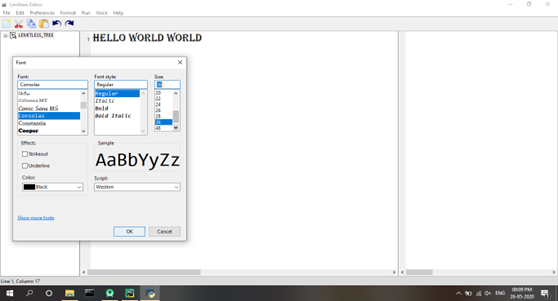 Limitless Editor
File Edit Preferences Format Run Voice Help
LIMITLESS_TREE
1 HELLO WORLD WORLD
Font
Font:
Consolas
Colonna MT
Comic Sans MS
Consolas
Constantia
Cooper
Font style:
Regular
Regular
Italic
Bold
Bold Italic
Size
20
22
24
26
28
36
48
Effects
Strikeout
Underline
Color:
Black
Sample
AaBbYyZz
Script:
Western
Show more fonts
OK
Cancel
Line 1, Column 17
ENG
08:09 PM
26-05-2020